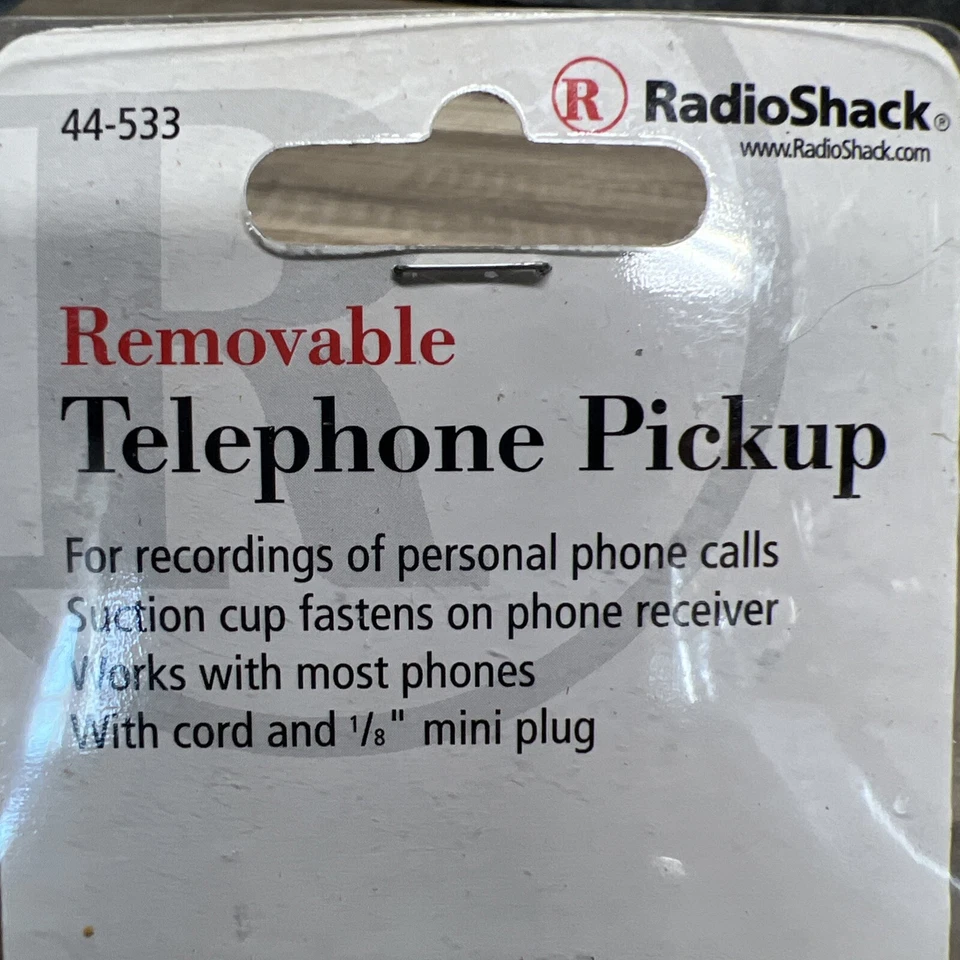 44-533
R RadioShack®
www.RadioShack.com
Removable
Telephone Pickup
For recordings of personal phone calls
Suction cup fastens on phone receiver
Works with most phones
With cord and 1/8" mini plug